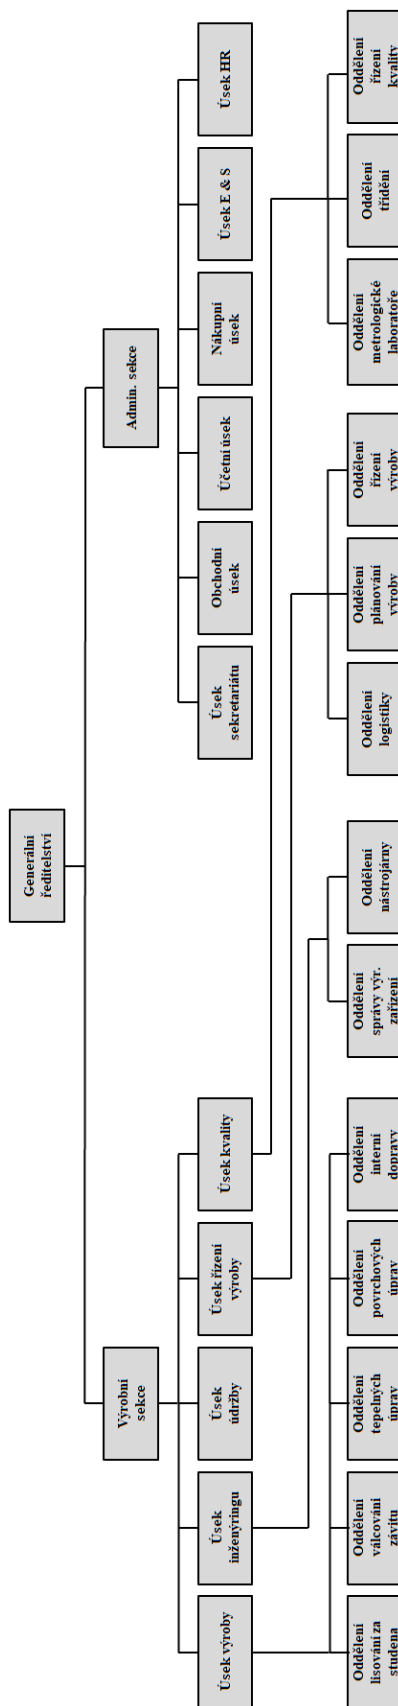 Generální
ředitelství
Výrobní
sekce
Admin. sekce
Úsek výroby
Úsek
inženýringu
Úsek
údržby
Úsek řízení
výroby
Úsek kvality
Úsek
sekretariátu
Obchodní
úsek
Účetní úsek
Nákupní
úsek
Úsek E & S
Úsek HR
Oddělení
lisování za
studena
Oddělení
válcování
závitu
Oddělení
tepelných
úprav
Oddělení
povrchových
úprav
Oddělení
interní
dopravy
Oddělení
správy výr.
zařízení
Oddělení
nástrojárny
Oddělení
logistiky
Oddělení
plánování
výroby
Oddělení
řízení
výroby
Oddělení
metrologické
laboratoře
Oddělení
třídění
Oddělení
řízení
kvality